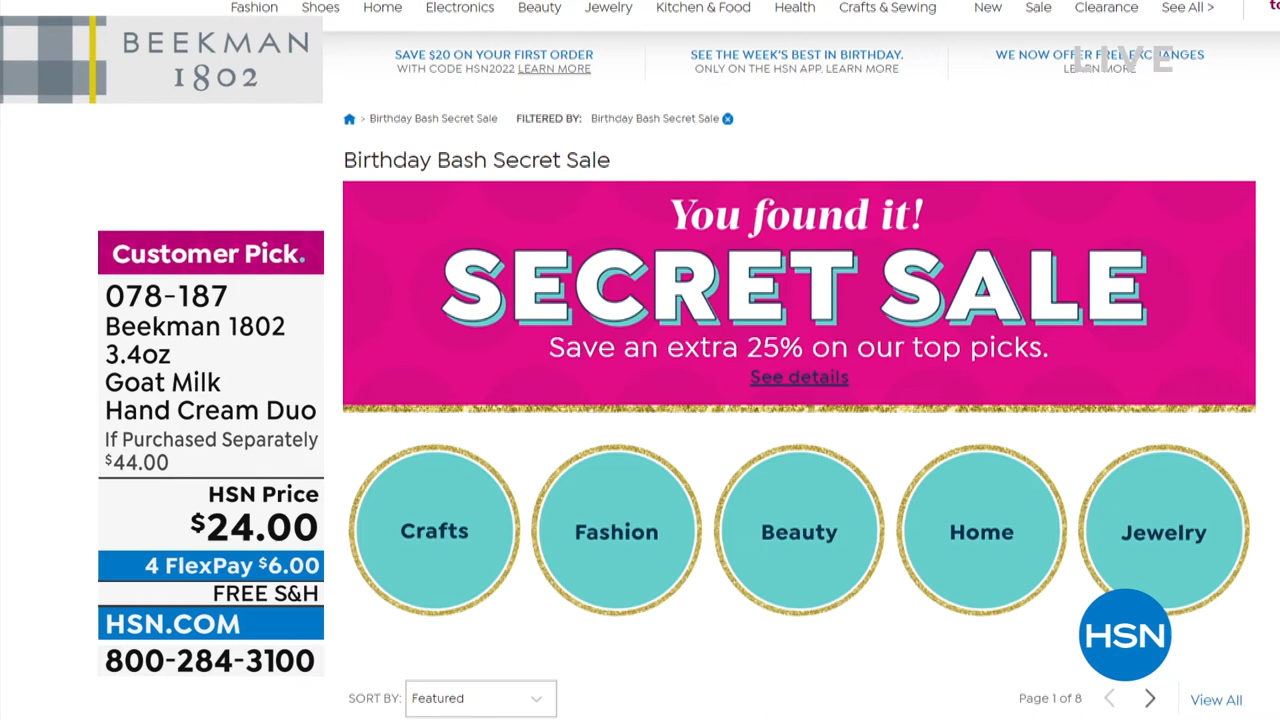 Fashion Shoes Home Electronics Beauty Jewelry Kitchen & Food Health Crafts & Sewing New Sale Clearance See All >
BEEKMAN
1802
SAVE $20 ON YOUR FIRST ORDER
WITH CODE HSN2022 LEARN MORE
SEE THE WEEK'S BEST IN BIRTHDAY.
ONLY ON THE HSN APP. LEARN MORE
WE NOW OFFER FREE EXCHANGES
LEARN MORE
LIVE
> Birthday Bash Secret Sale FILTERED BY: Birthday Bash Secret Sale
Birthday Bash Secret Sale
You found it!
SECRET SALE
Save an extra 25% on our top picks.
See details
Customer Pick.
078-187
Beekman 1802
3.4oz
Goat Milk
Hand Cream Duo
If Purchased Separately
$44.00
HSN Price
$24.00
4 FlexPay $6.00
FREE S&H
HSN.COM
800-284-3100
Crafts Fashion Beauty Home Jewelry
HSN
SORT BY: Featured Page 1 of 8 View All